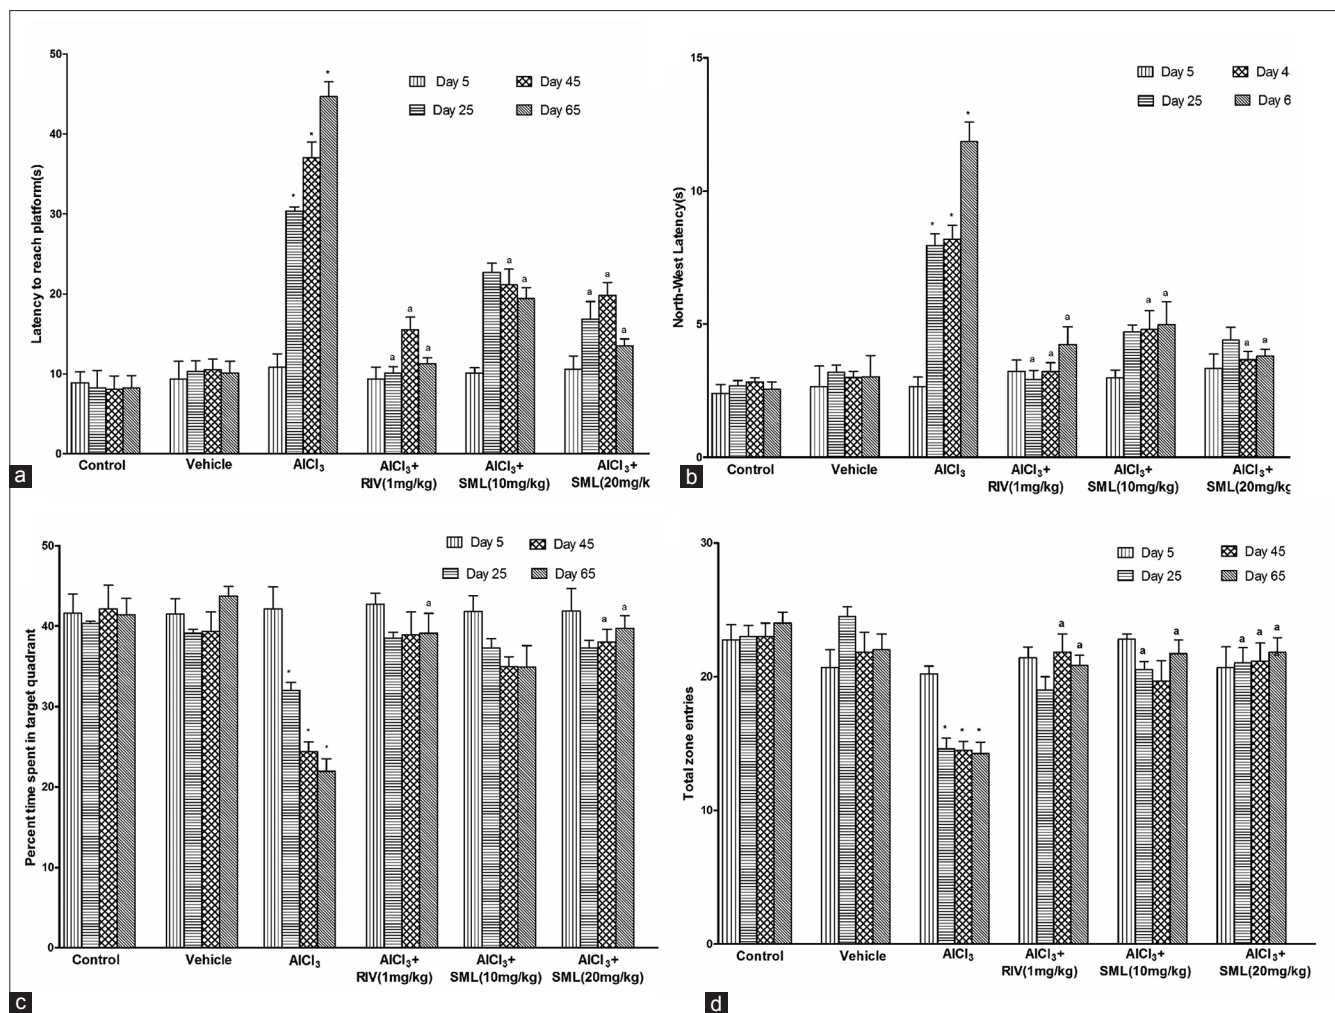 50
40
30
20
10
0
Latency to reach platform(s)
Day 5
Day 45
Day 25
Day 65
*
*
*
a
a
a
a
a
a
a
a
Control
Vehicle
AlCl₃
AlCl₃+
RIV(1mg/kg)
AlCl₃+
SML(10mg/kg)
AlCl₃+
SML(20mg/k
a
15
10
5
0
North-West Latency(s)
Day 5
Day 4
Day 25
Day 6
*
*
*
a
a
a
a
a
a
a
Control
Vehicle
AlCl₃
AlCl₃+
RIV(1mg/kg)
AlCl₃+
SML(10mg/kg)
AlCl₃+
SML(20mg/kg
b
50
40
30
20
10
0
Percent time spent in target quadrant
Day 5
Day 45
Day 25
Day 65
*
*
*
a
a
a
Control
Vehicle
AlCl₃
AlCl₃+
RIV(1mg/kg)
AlCl₃+
SML(10mg/kg)
AlCl₃+
SML(20mg/kg)
c
30
20
10
0
Total zone entries
Day 5
Day 45
Day 25
Day 65
*
*
*
a
a
a
a
a
a
a
Control
Vehicle
AlCl₃
AlCl₃+
RIV(1mg/kg)
AlCl₃+
SML(10mg/kg)
AlCl₃+
SML(20mg/kg)
d